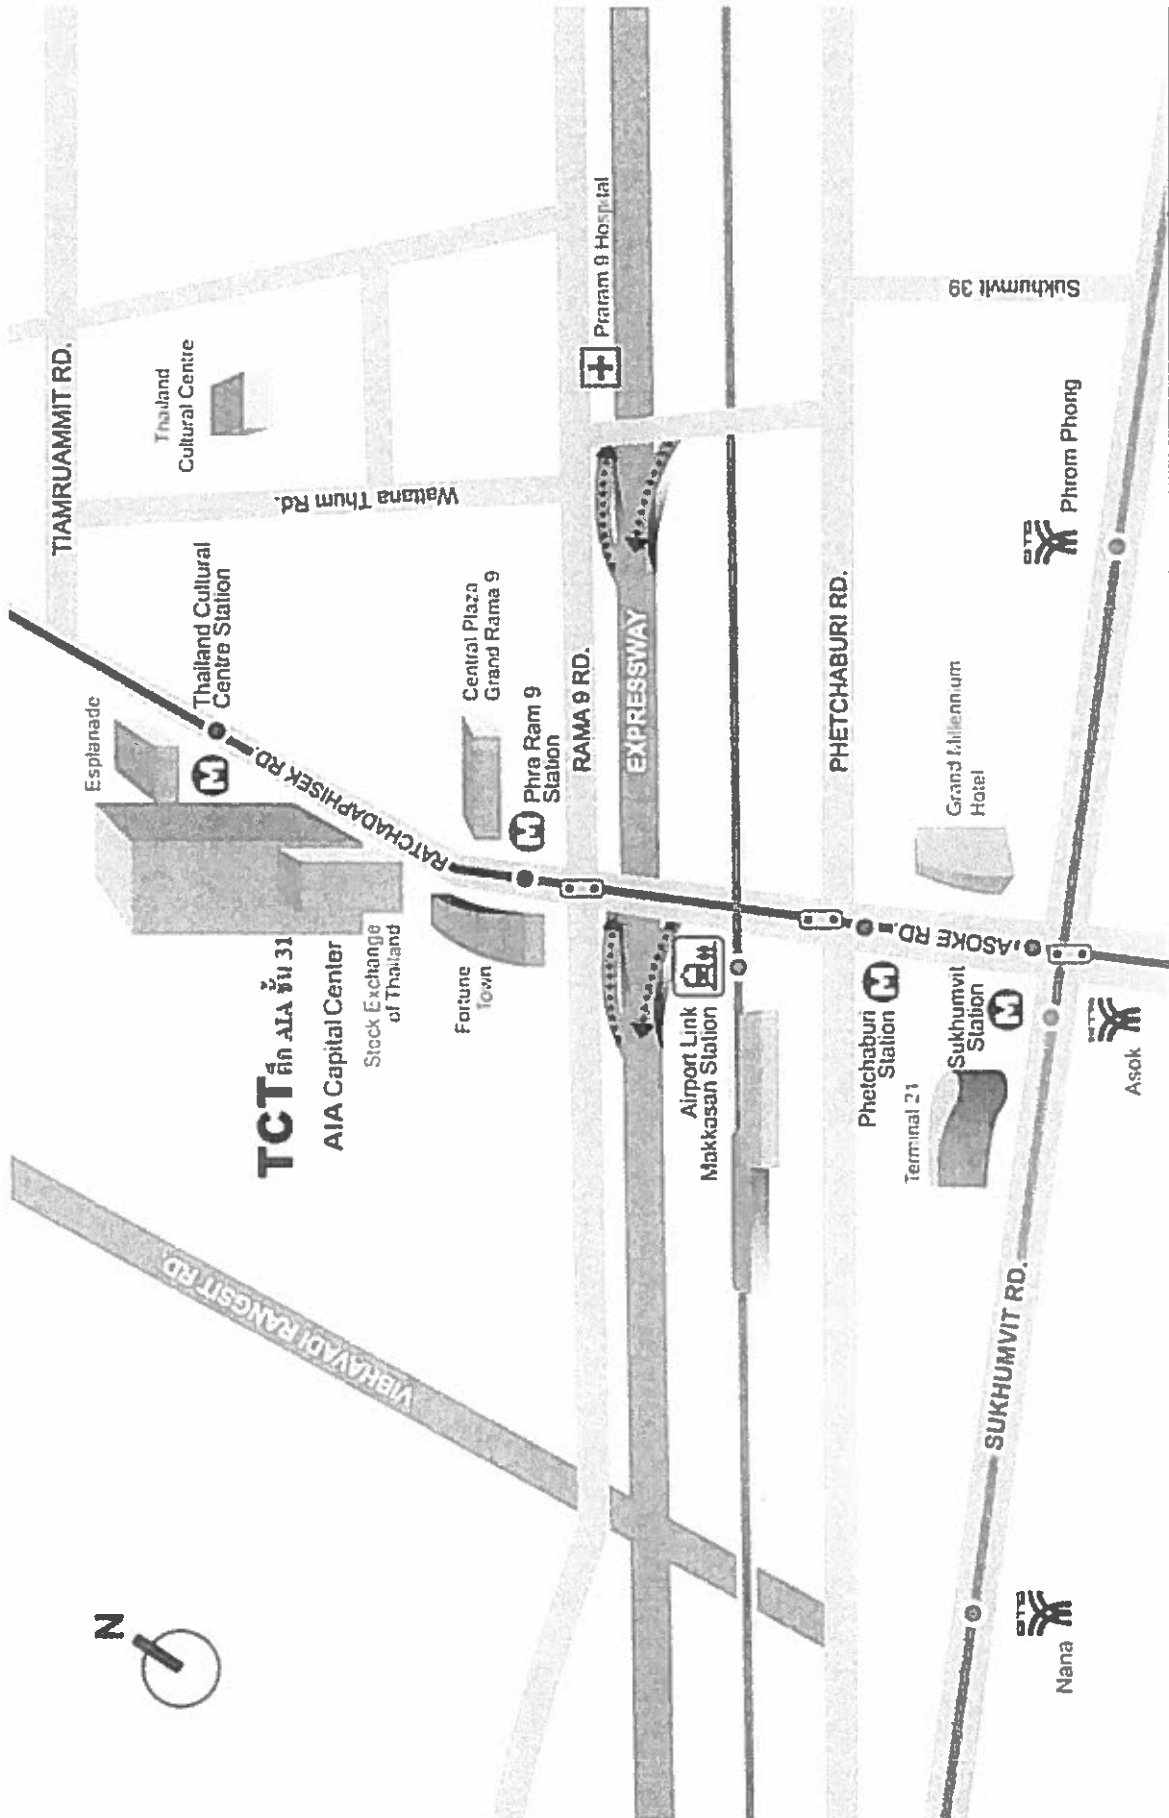 N
TIAMRUAMMIT RD.
Thailand
Cultural Centre
Esplanade
Thailand Cultural
Centre Station
M
TCT ตึก AIA ชั้น 31
AIA Capital Center
Stock Exchange
of Thailand
RATCHADAPHISEK RD.
Wattana Thum Rd.
VIBHAVADI RANGSIT RD.
Fortune
Town
Central Plaza
Grand Rama 9
M
Phra Ram 9
Station
RAMA 9 RD.
Praram 9 Hospital
EXPRESSWAY
Airport Link
Makkasan Station
PHETCHABURI RD.
Phetchaburi
Station
M
ASOKE RD.
Terminal 21
Sukhumvit
Station
M
Grand Millennium
Hotel
Sukhumvit 39
SUKHUMVIT RD.
BTS
Nana
BTS
Asok
BTS
Phrom Phong